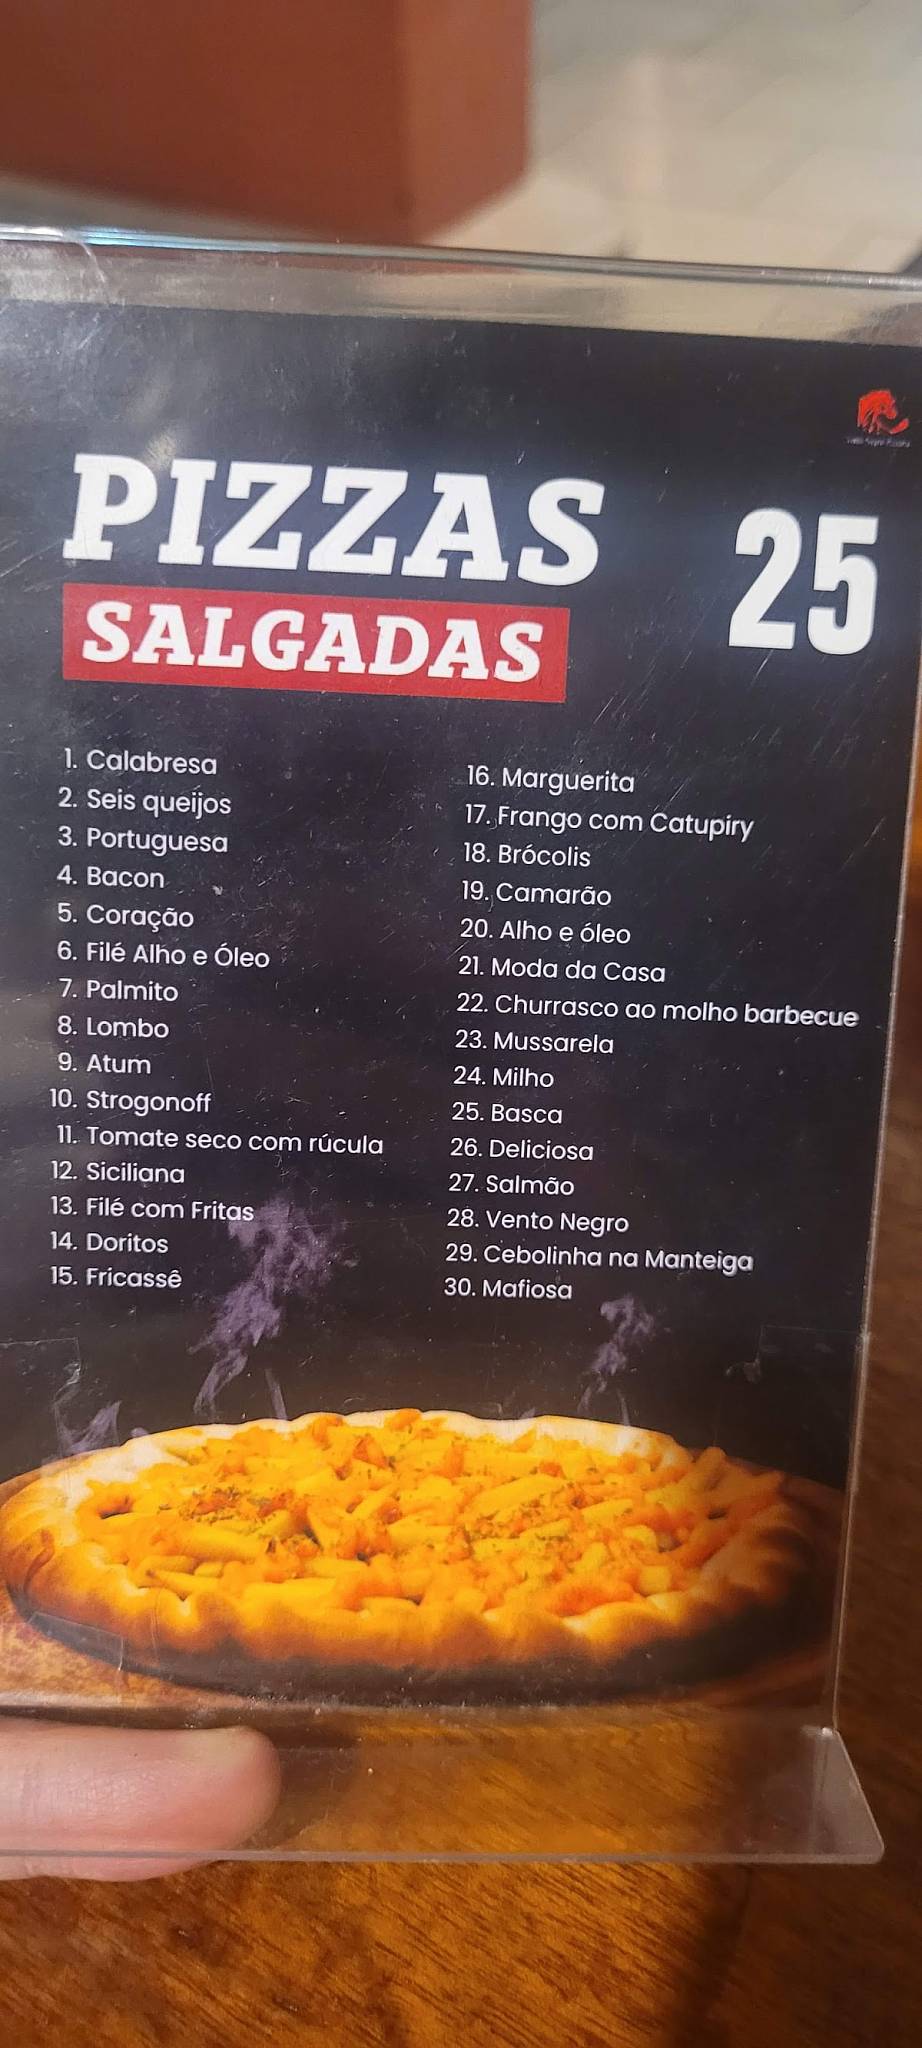 PIZZAS
SALGADAS
25
1. Calabresa
2. Seis queijos
3. Portuguesa
4. Bacon
5. Coração
6. Filé Alho e Óleo
7. Palmito
8. Lombo
9. Atum
10. Strogonoff
11. Tomate seco com rúcula
12. Siciliana
13. Filé com Fritas
14. Doritos
15. Fricassê
16. Marguerita
17. Frango com Catupiry
18. Brócolis
19. Camarão
20. Alho e óleo
21. Moda da Casa
22. Churrasco ao molho barbecue
23. Mussarela
24. Milho
25. Basca
26. Deliciosa
27. Salmão
28. Vento Negro
29. Cebolinha na Manteiga
30. Mafiosa